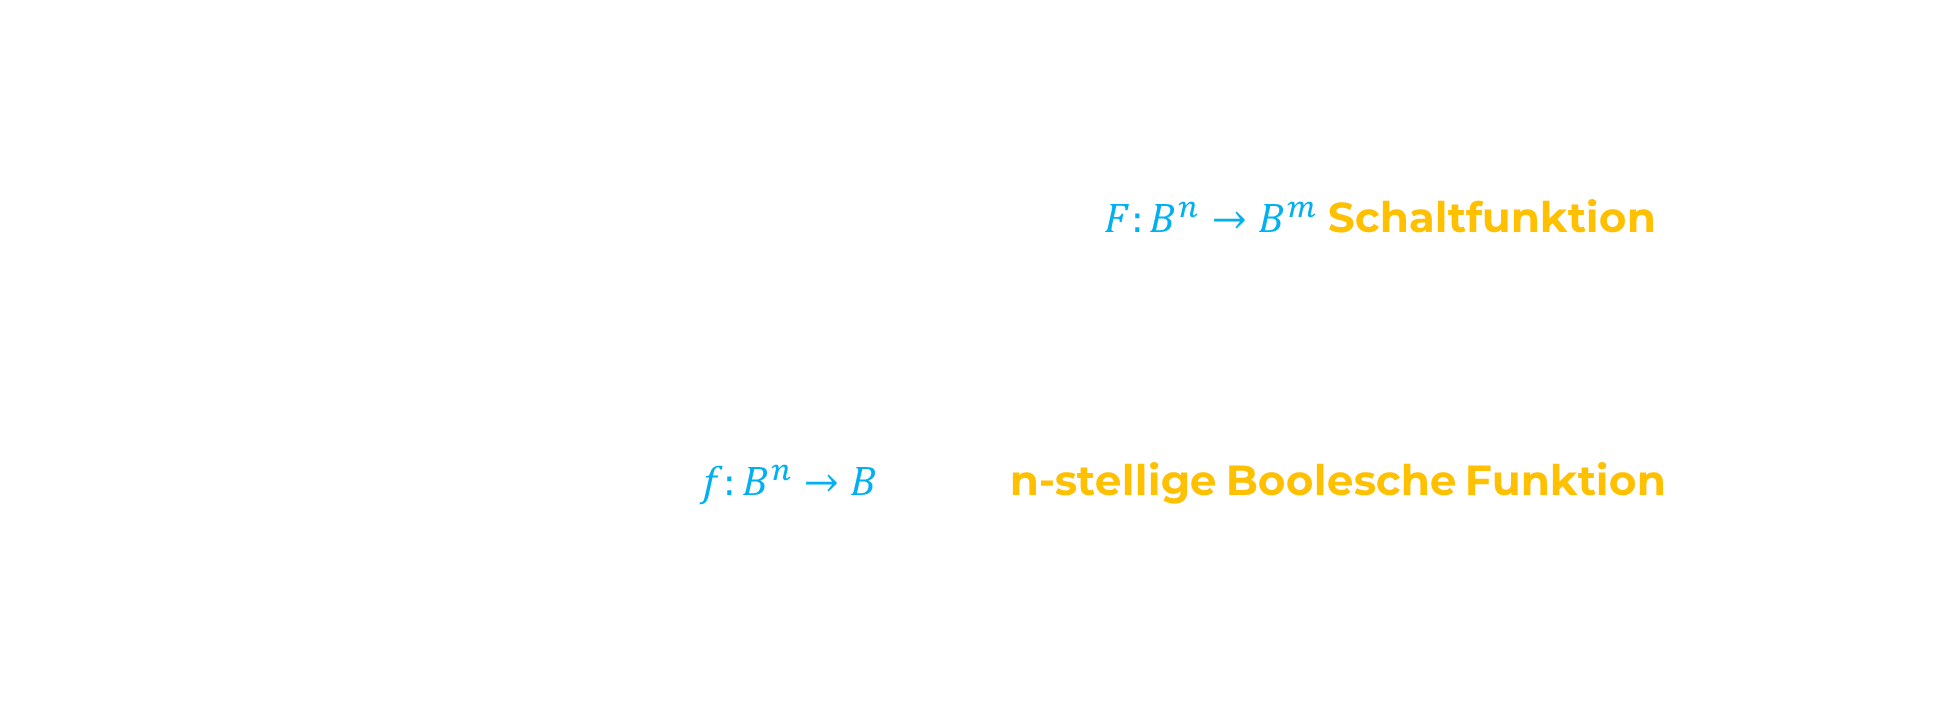 F: Bⁿ → Bᵐ Schaltfunktion
f: Bⁿ → B n-stellige Boolesche Funktion